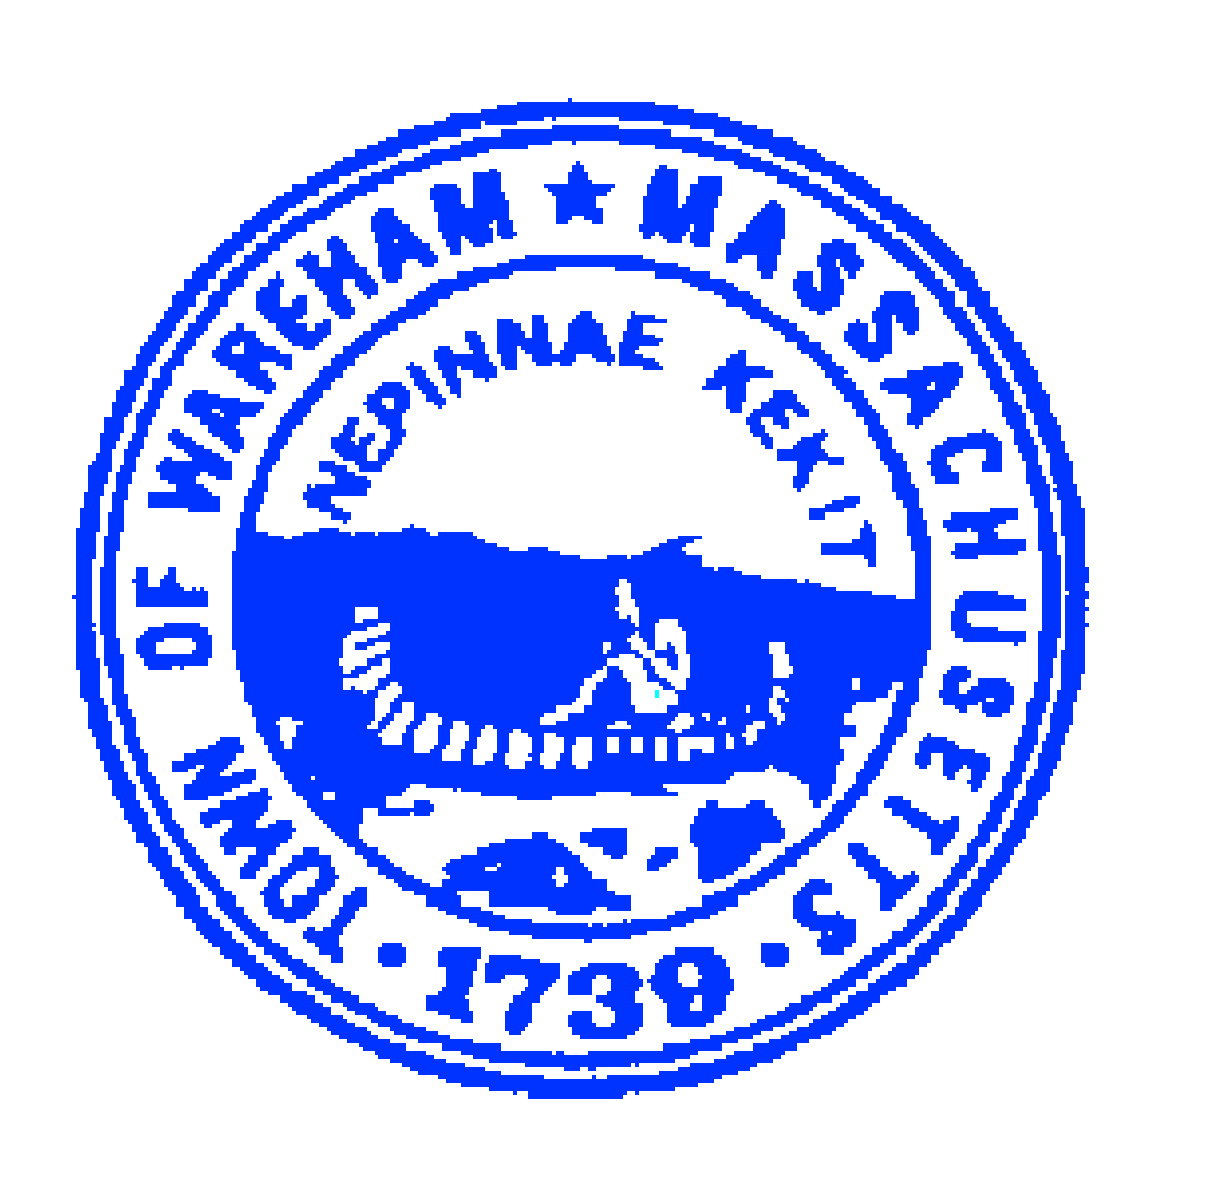 TOWN OF WAREHAM ★ MASSACHUSETTS
NEPINNAE KEKIT
• 1739 •